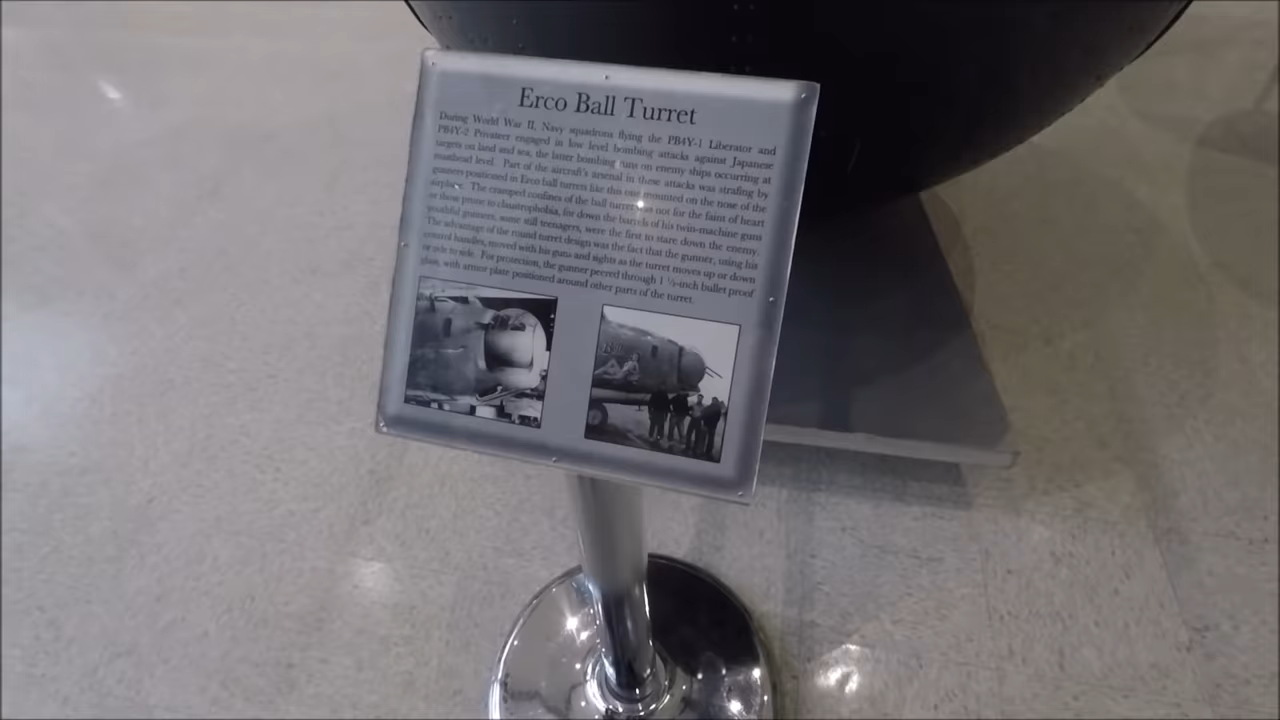 Erco Ball Turret
During World War II, Navy squadrons flying the PB4Y-1 Liberator and
PB4Y-2 Privateer engaged in low level bombing attacks against Japanese
targets on land and sea, the latter bombing runs on enemy ships occurring at
masthead level. Part of the aircraft's arsenal in these attacks was strafing by
gunners positioned in Erco ball turrets like this one mounted on the nose of the
airplane. The cramped confines of the ball turret was not for the faint of heart
or those prone to claustrophobia, for down the barrels of his twin-machine guns
youthful gunners, some still teenagers, were the first to stare down the enemy.
The advantage of the round turret design was the fact that the gunner, using his
control handles, moved with his guns and sights as the turret moves up or down
or side to side. For protection, the gunner peered through 1 ½-inch bullet proof
glass, with armor plate positioned around other parts of the turret.